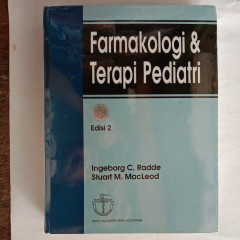 Farmakologi &
Terapi Pediatri
Edisi 2
Ingeborg C. Radde
Stuart M. MacLeod